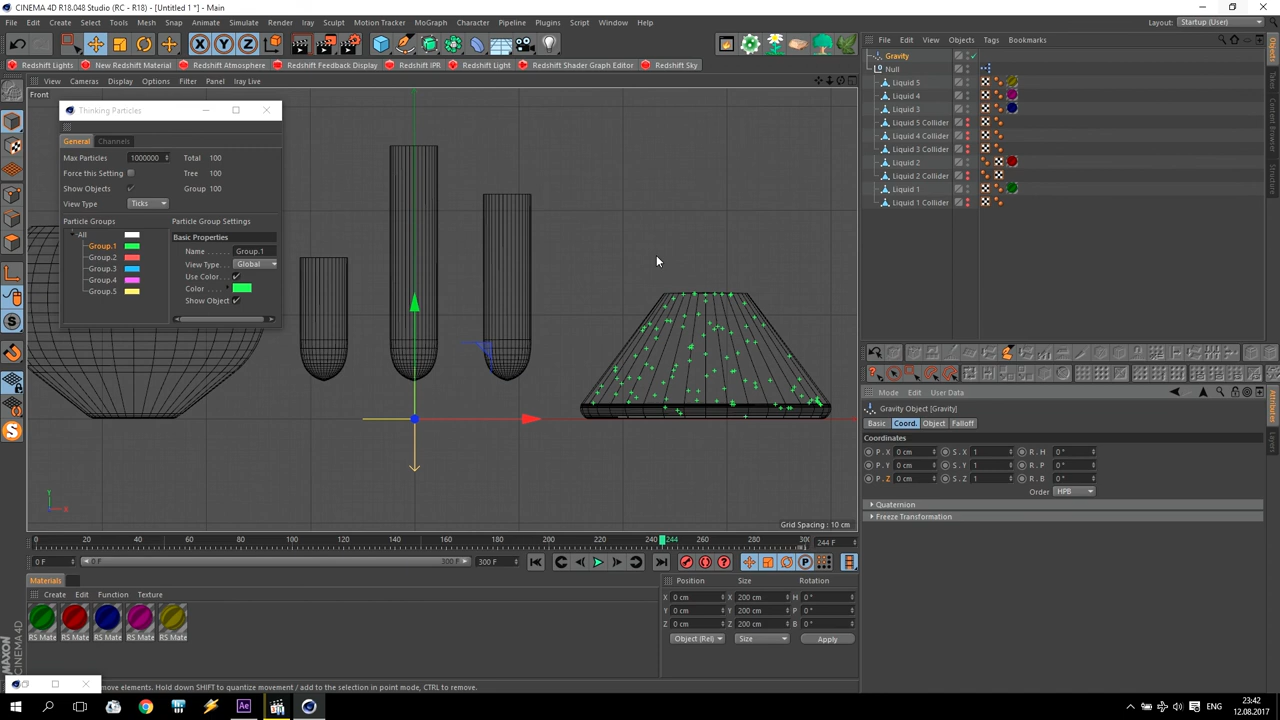 CINEMA 4D R18.048 Studio (RC - R18) - [Untitled 1 *] - Main
File Edit Create Select Tools Mesh Snap Animate Simulate Render Iray Sculpt Motion Tracker MoGraph Character Pipeline Plugins Script Window Help
Layout: Startup (User)
Redshift Lights New Redshift Material Redshift Atmosphere Redshift Feedback Display Redshift IPR Redshift Light Redshift Shader Graph Editor Redshift Sky
View Cameras Display Options Filter Panel Iray Live
Front
Thinking Particles
General Channels
Max Particles 1000000 Total 100
Force this Setting Tree 100
Show Objects Group 100
View Type Ticks
Particle Groups Particle Group Settings
All
Group.1
Group.2
Group.3
Group.4
Group.5
Basic Properties
Name Group.1
View Type. Global
Use Color.
Color
Show Object
Y
X
Grid Spacing : 10 cm
0 20 40 60 80 100 120 140 160 180 200 220 240 244 260 280 300 244 F
0 F 0 F 300 F 300 F
Materials
Create Edit Function Texture
RS Mate RS Mate RS Mate RS Mate RS Mate
Position Size Rotation
X 0 cm X 200 cm H 0 °
Y 0 cm Y 200 cm P 0 °
Z 0 cm Z 200 cm B 0 °
Object (Rel) Size Apply
MAXON CINEMA 4D
move elements. Hold down SHIFT to quantize movement / add to the selection in point mode, CTRL to remove.
File Edit View Objects Tags Bookmarks
Gravity
Null
Liquid 5
Liquid 4
Liquid 3
Liquid 5 Collider
Liquid 4 Collider
Liquid 3 Collider
Liquid 2
Liquid 2 Collider
Liquid 1
Liquid 1 Collider
Objects
Content Browser
Structure
Mode Edit User Data
Gravity Object [Gravity]
Basic Coord. Object Falloff
Coordinates
P . X 0 cm S . X 1 R . H 0 °
P . Y 0 cm S . Y 1 R . P 0 °
P . Z 0 cm S . Z 1 R . B 0 °
Order HPB
Quaternion
Freeze Transformation
Attributes
Layers
Ae
ENG
23:42
12.08.2017